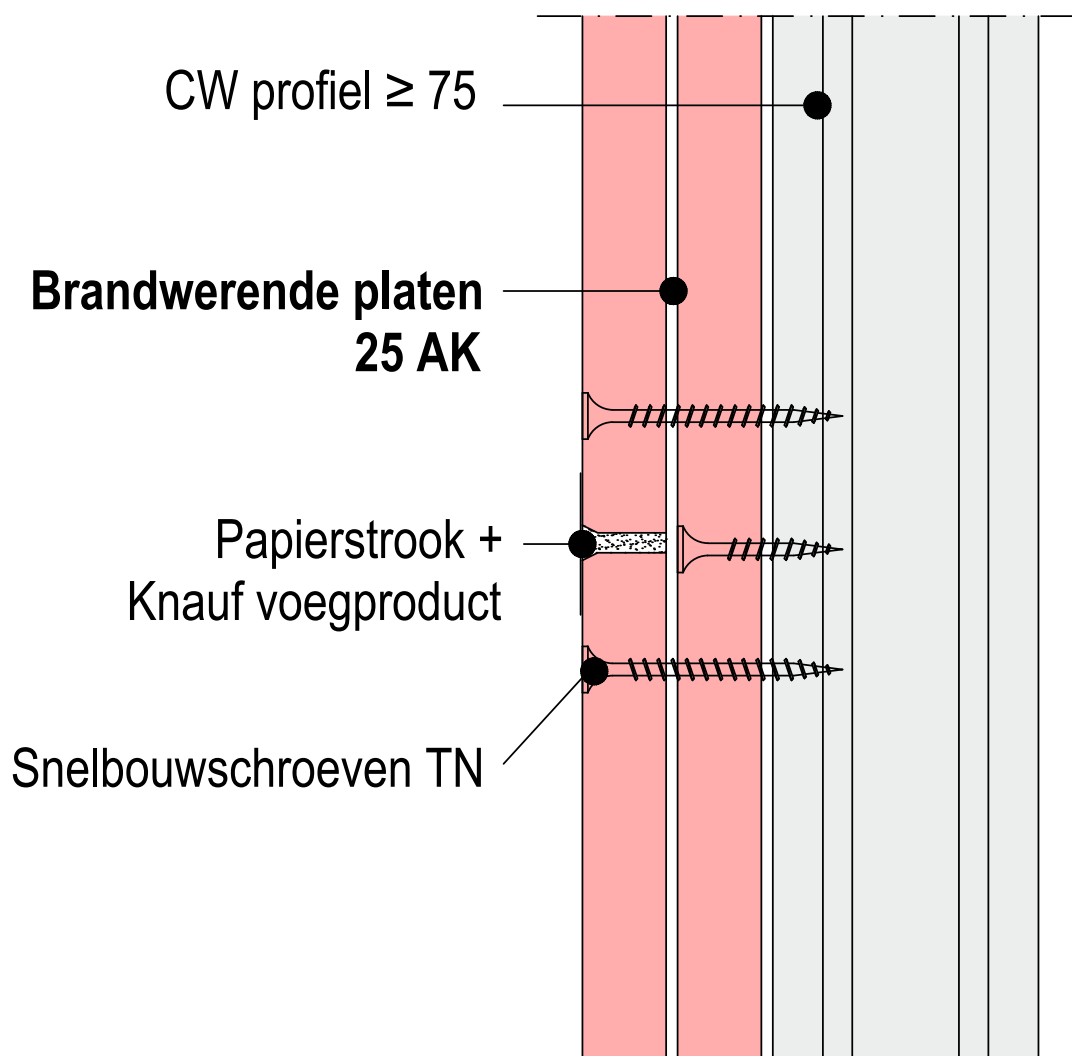 CW profiel ≥ 75
Brandwerende platen
25 AK
Papierstrook +
Knauf voegproduct
Snelbouwschroeven TN